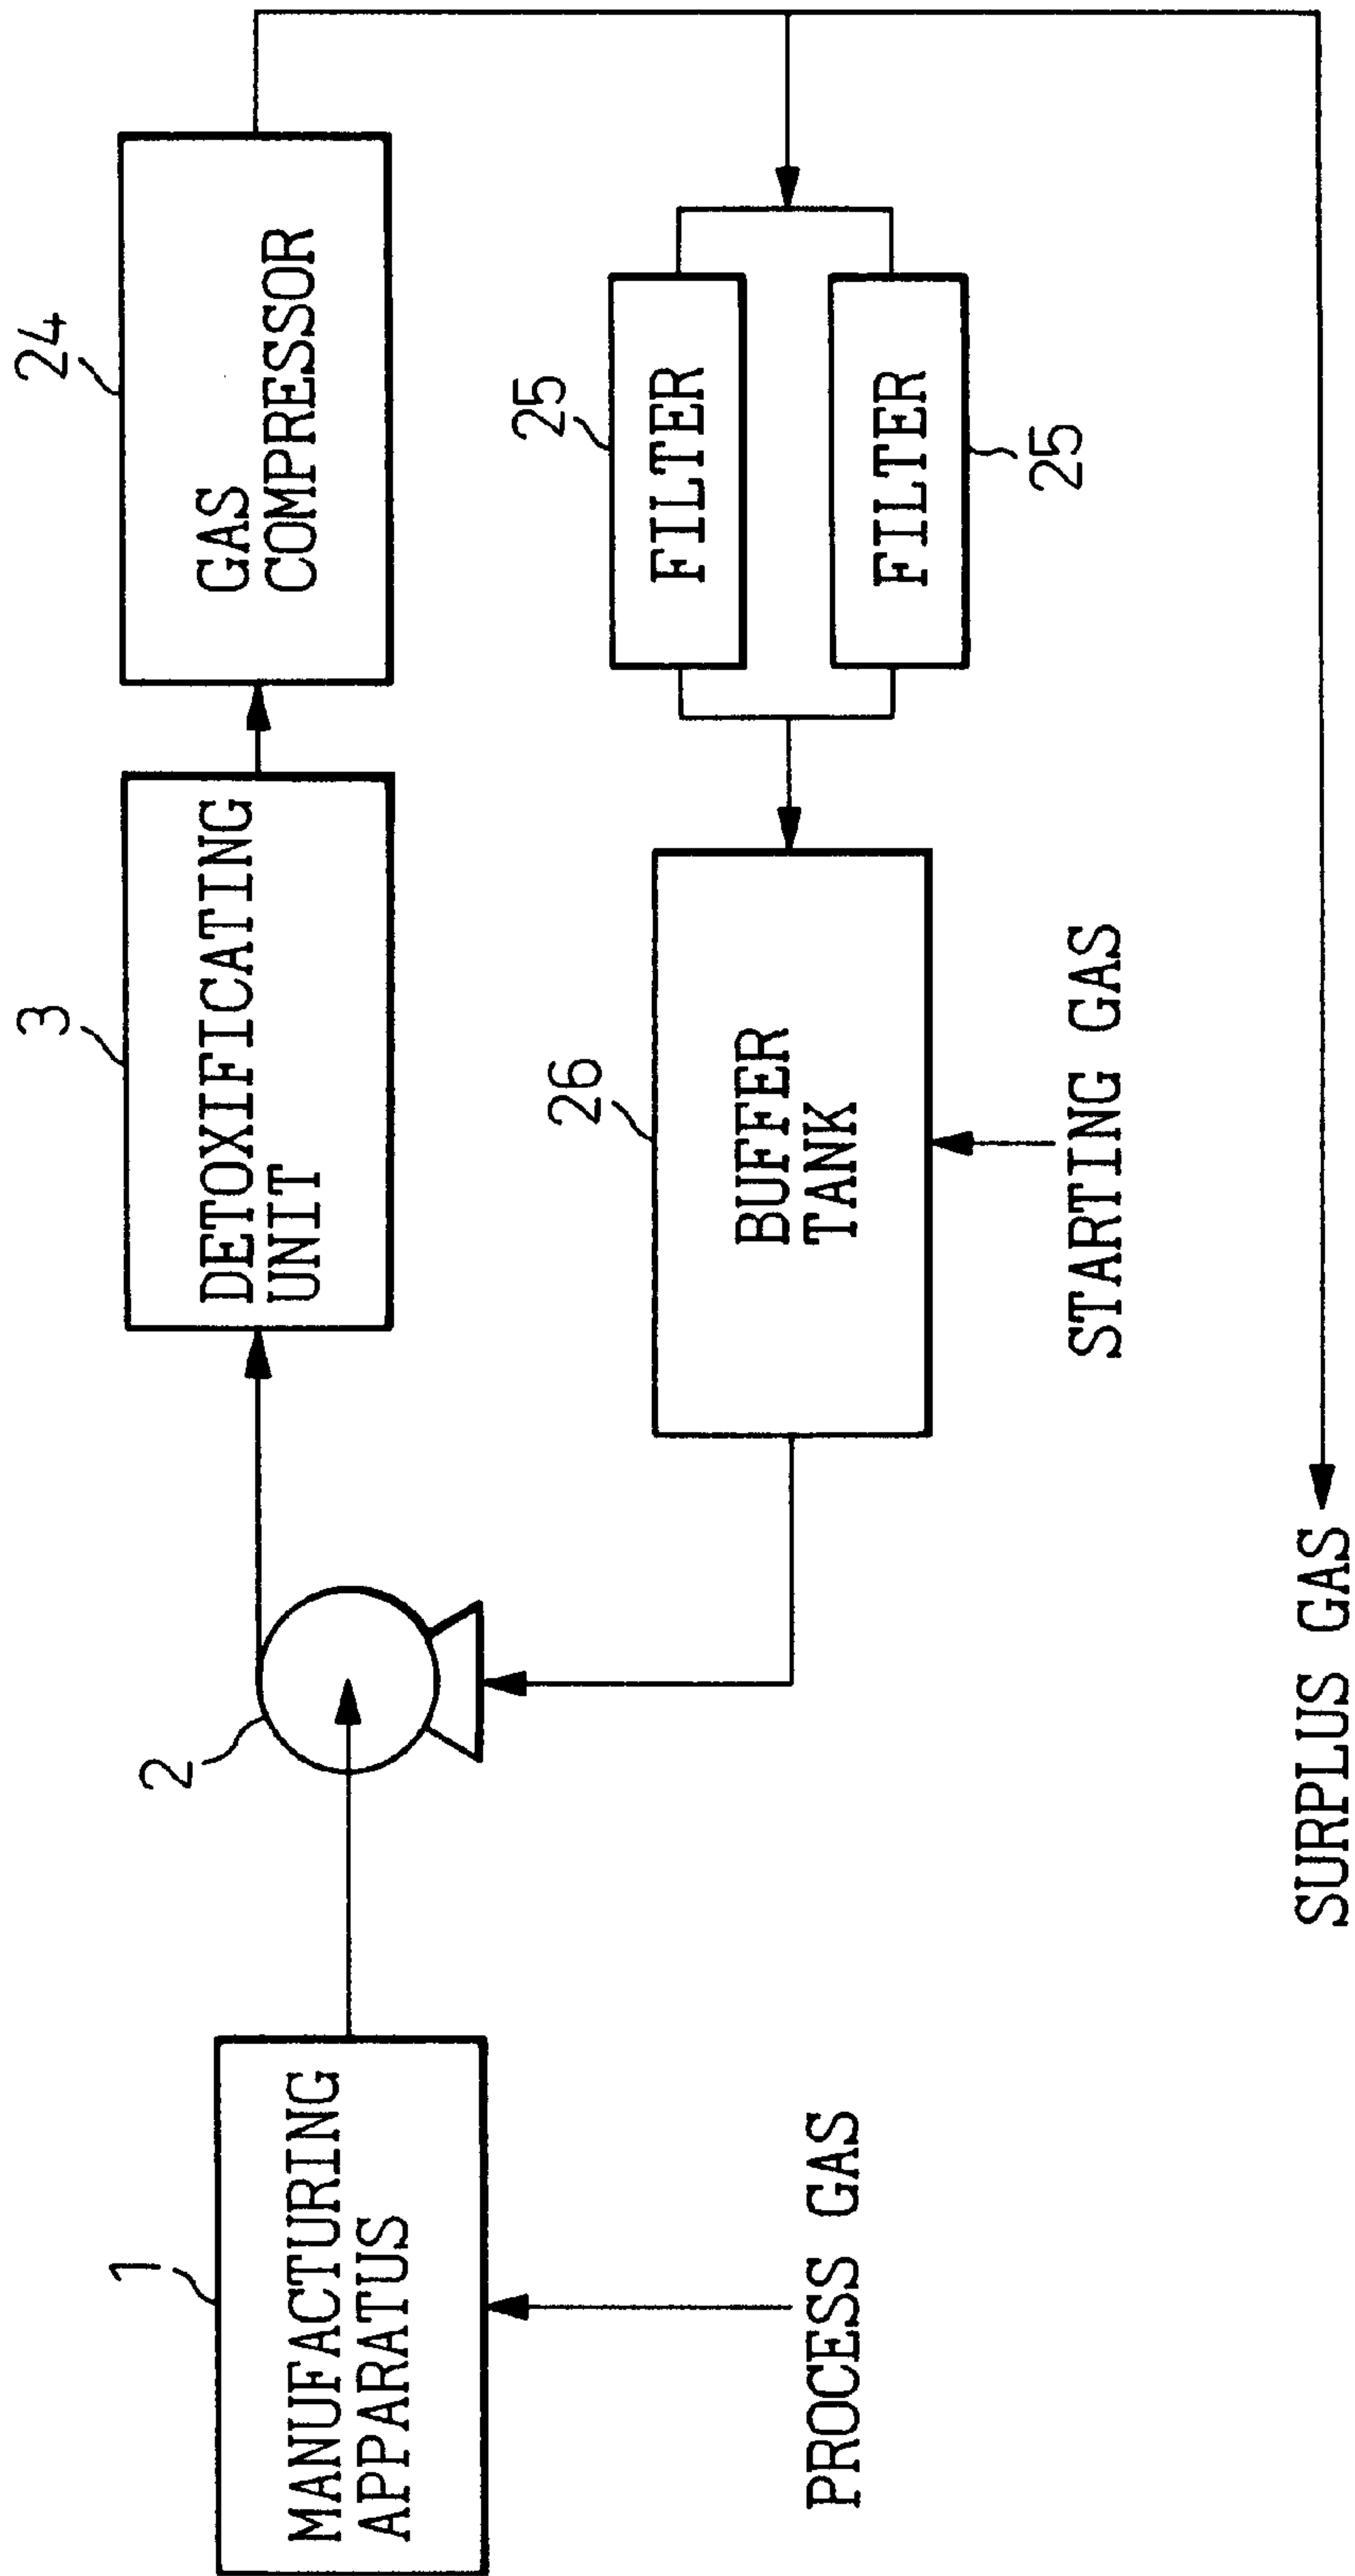 1
MANUFACTURING
APPARATUS
PROCESS GAS
2
3
DETOXIFICATING
UNIT
24
GAS
COMPRESSOR
25
FILTER
FILTER
25
26
BUFFER
TANK
STARTING GAS
SURPLUS GAS